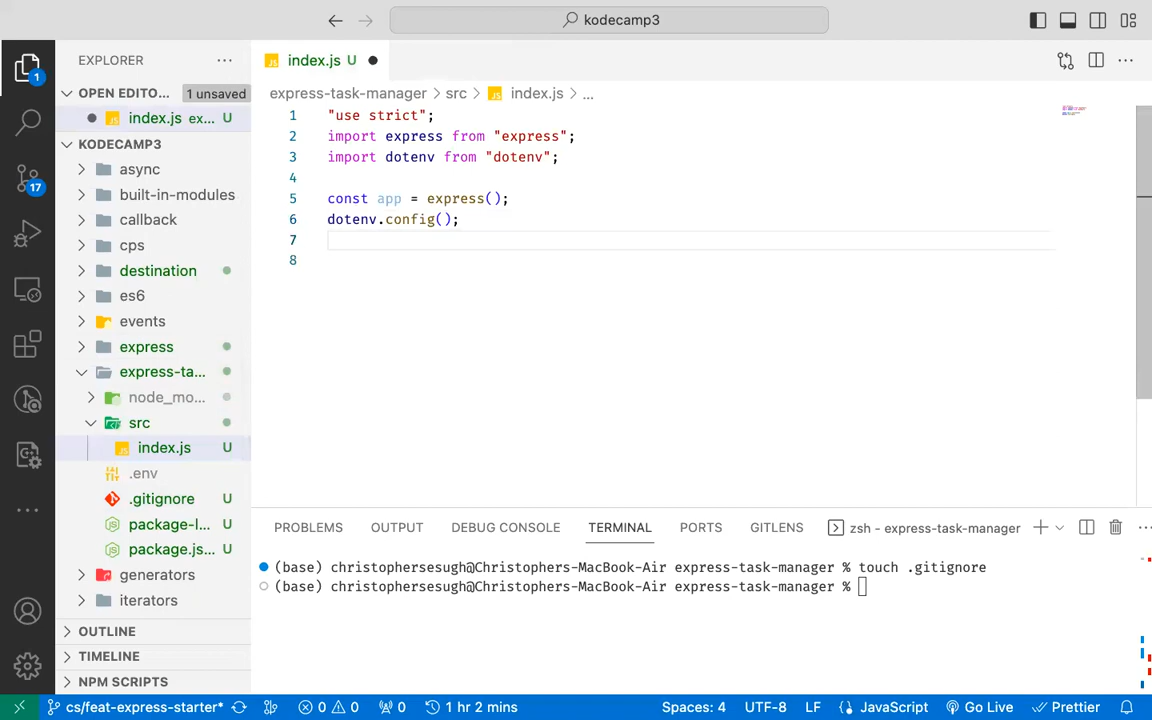 kodecamp3
EXPLORER
index.js U
1
OPEN EDITO... 1 unsaved
express-task-manager > src > index.js > ...
index.js ex... U
KODECAMP3
async
built-in-modules
17
callback
cps
destination
es6
events
express
express-ta...
node_mo...
src
index.js U
.env
.gitignore U
package-l... U
package.js... U
generators
iterators
OUTLINE
TIMELINE
NPM SCRIPTS
1 "use strict";
2 import express from "express";
3 import dotenv from "dotenv";
4
5 const app = express();
6 dotenv.config();
7
8
PROBLEMS OUTPUT DEBUG CONSOLE TERMINAL PORTS GITLENS zsh - express-task-manager
(base) christophersesugh@Christophers-MacBook-Air express-task-manager % touch .gitignore
(base) christophersesugh@Christophers-MacBook-Air express-task-manager %
cs/feat-express-starter* 0 0 0 1 hr 2 mins Spaces: 4 UTF-8 LF JavaScript Go Live Prettier